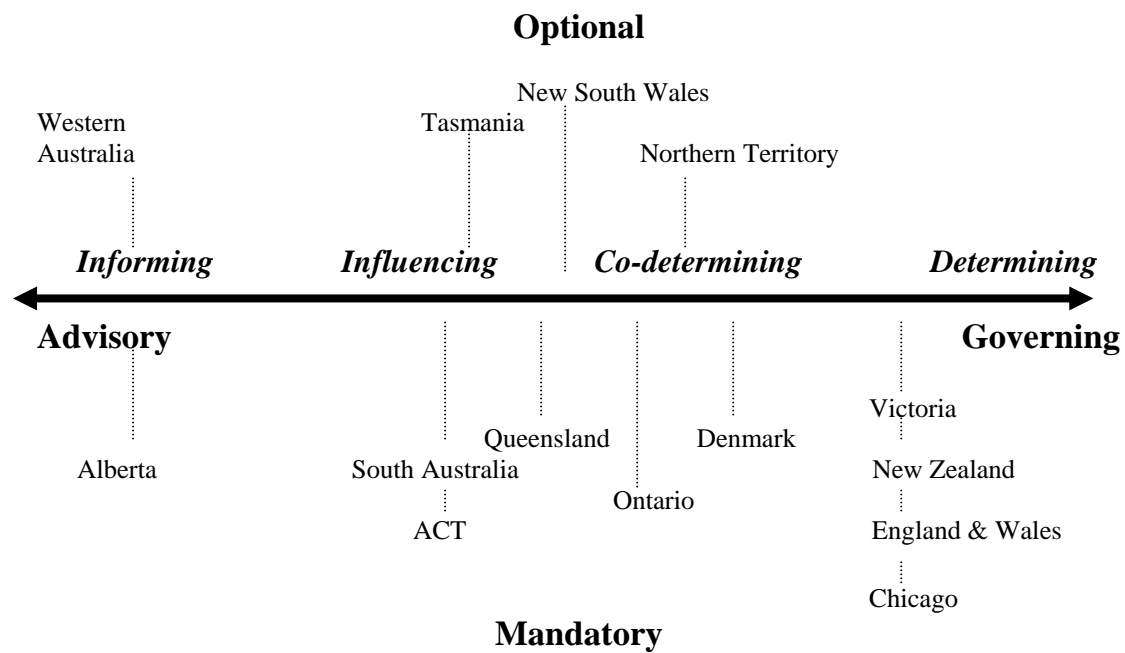 Optional
New South Wales
Western
Australia
Tasmania
Northern Territory
Informing
Influencing
Co-determining
Determining
Advisory
Governing
Victoria
Queensland
Denmark
Alberta
South Australia
New Zealand
Ontario
ACT
England & Wales
Chicago
Mandatory